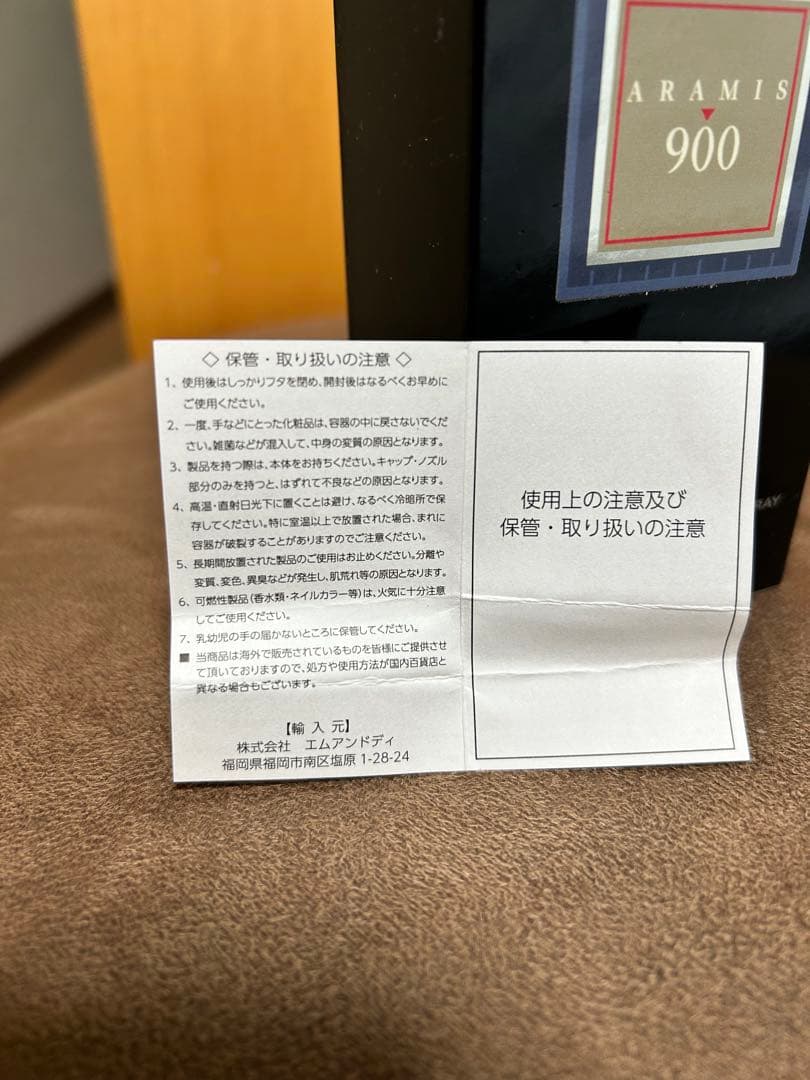 ARAMIS
900
RAY
◇ 保管・取り扱いの注意 ◇
1、使用後はしっかりフタを閉め、開封後はなるべくお早めに
ご使用ください。
2、一度、手などにとった化粧品は、容器の中に戻さないでくだ
さい。雑菌などが混入して、中身の変質の原因となります。
3、製品を持つ際は、本体をお持ちください。キャップ・ノズル
部分のみを持つと、はずれて不良などの原因となります。
4、高温・直射日光下に置くことは避け、なるべく冷暗所で保
存してください。特に室温以上で放置された場合、まれに
容器が破裂することがありますのでご注意ください。
5、長期間放置された製品のご使用はお止めください。分離や
変質、変色、異臭などが発生し、肌荒れ等の原因となります。
6、可燃性製品（香水類・ネイルカラー等）は、火気に十分注意
してご使用ください。
7、乳幼児の手の届かないところに保管してください。
■ 当商品は海外で販売されているものを皆様にご提供させ
て頂いておりますので、処方や使用方法が国内百貨店と
異なる場合もございます。
【輸 入 元】
株式会社 エムアンドディ
福岡県福岡市南区塩原 1-28-24
使用上の注意及び
保管・取り扱いの注意